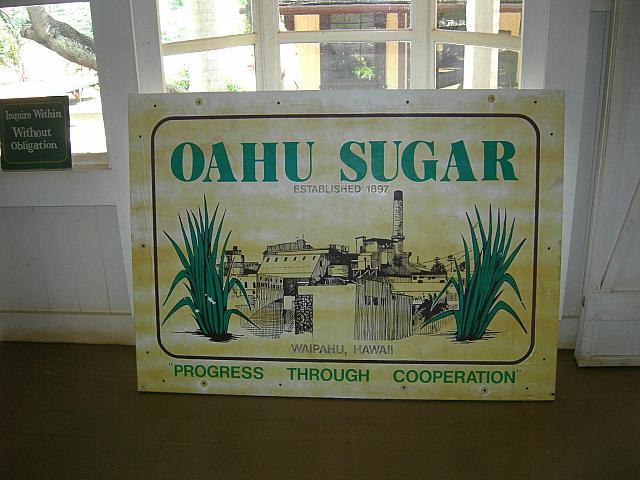 Inquire Within
Without
Obligation
OAHU SUGAR
ESTABLISHED 1897
WAIPAHU, HAWAII
"PROGRESS THROUGH COOPERATION"